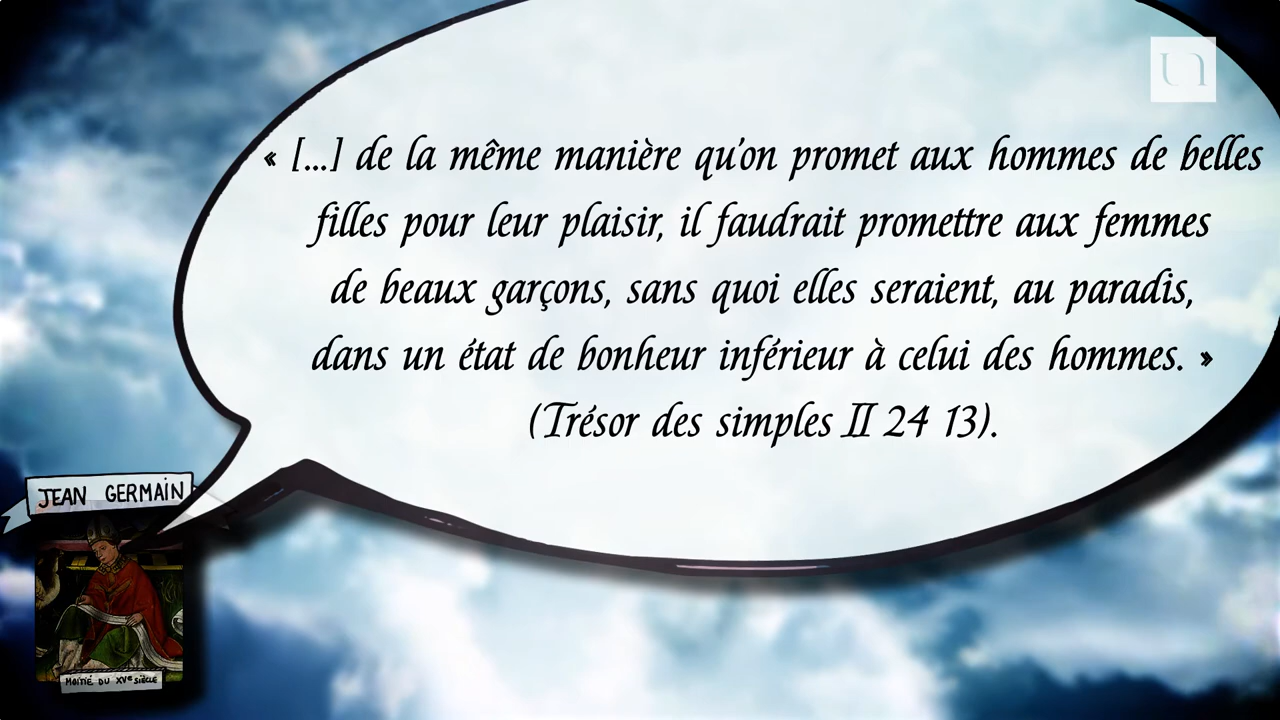 « [...] de la même manière qu'on promet aux hommes de belles
filles pour leur plaisir, il faudrait promettre aux femmes
de beaux garçons, sans quoi elles seraient, au paradis,
dans un état de bonheur inférieur à celui des hommes. »
(Trésor des simples II 24 13).
JEAN GERMAIN
DU XVe SIÈCLE